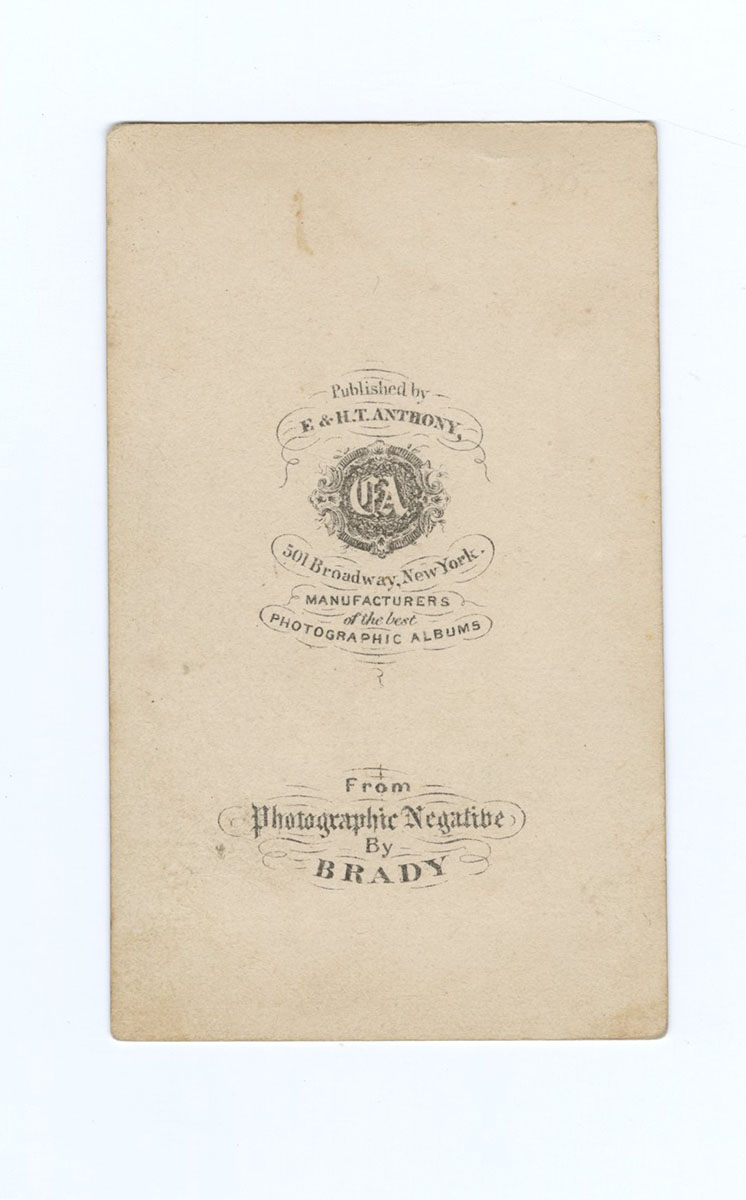 Published by
E & H.T. ANTHONY,
EA
501 Broadway, New York.
MANUFACTURERS
of the best
PHOTOGRAPHIC ALBUMS
From
Photographic Negative
By
BRADY